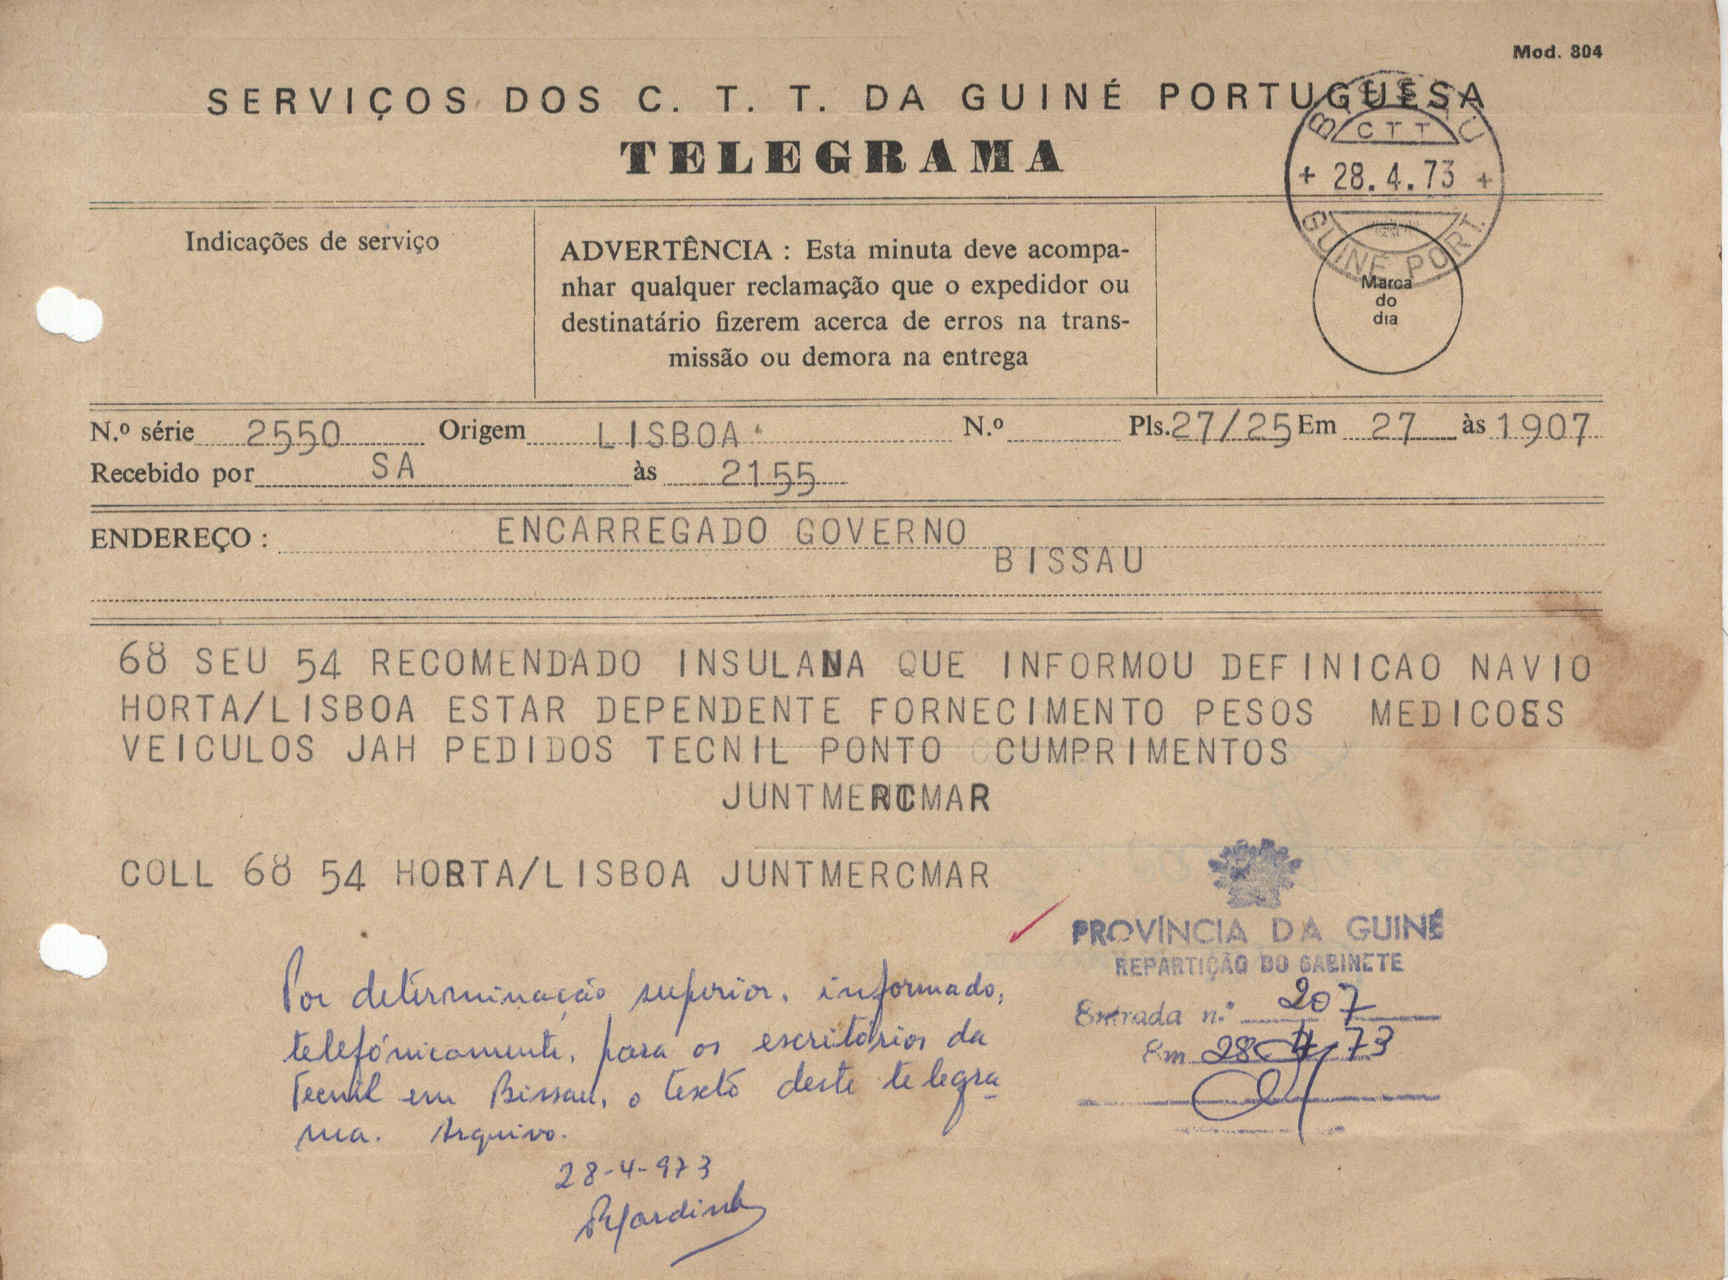 Mod. 804
SERVIÇOS DOS C. T. T. DA GUINÉ PORTUGUESA
TELEGRAMA
BISSAU
CTT
+ 28.4.73 +
GUINÉ PORT.
Indicações de serviço
ADVERTÊNCIA : Esta minuta deve acompa-
nhar qualquer reclamação que o expedidor ou
destinatário fizerem acerca de erros na trans-
missão ou demora na entrega
Marca
do
dia
N.º série 2550 Origem LISBOA N.º Pls. 27/25 Em 27 às 1907
Recebido por SA às 2155
ENDEREÇO : ENCARREGADO GOVERNO
BISSAU
68 SEU 54 RECOMENDADO INSULANA QUE INFORMOU DEFINICAO NAVIO
HORTA/LISBOA ESTAR DEPENDENTE FORNECIMENTO PESOS MEDICOES
VEICULOS JAH PEDIDOS TECNIL PONTO CUMPRIMENTOS
JUNTMERCMAR
COLL 68 54 HORTA/LISBOA JUNTMERCMAR
PROVÍNCIA DA GUINÉ
REPARTIÇÃO DO GABINETE
Entrada n.º 207
Em 28/4/73
Por determinação superior, informado,
telefónicamente, para os escritórios da
Tecnil em Bissau, o texto deste telegra-
ma. Arquivo.
28-4-973